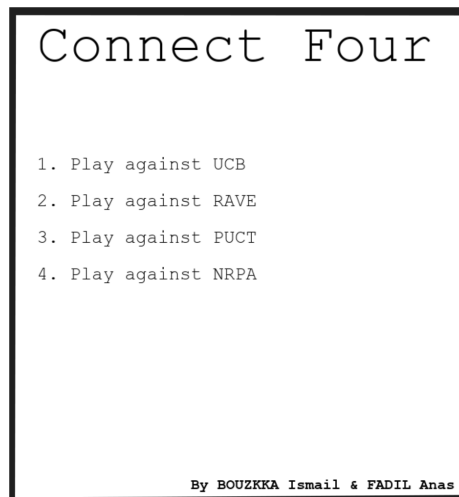 Connect Four
1. Play against UCB
2. Play against RAVE
3. Play against PUCT
4. Play against NRPA
By BOUZKKA Ismail & FADIL Anas